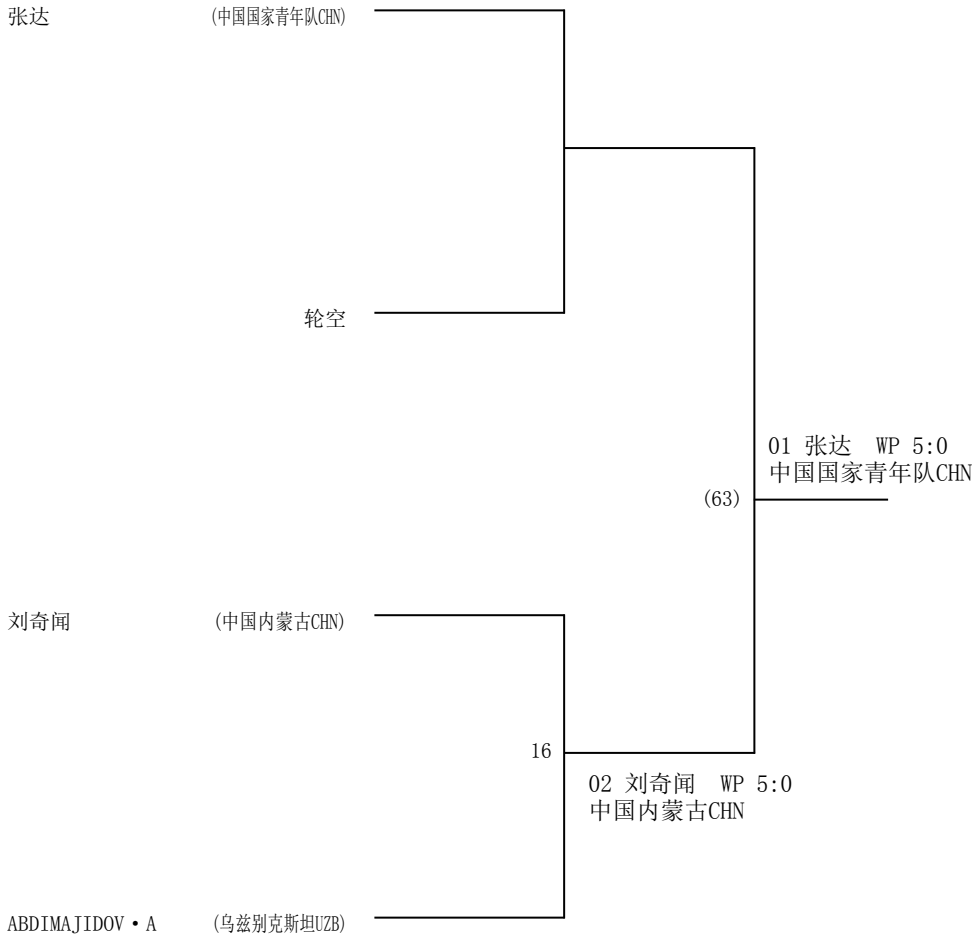 张达 (中国国家青年队CHN)
轮空
01 张达 WP 5:0
中国国家青年队CHN
(63)
刘奇闻 (中国内蒙古CHN)
16
02 刘奇闻 WP 5:0
中国内蒙古CHN
ABDIMAJIDOV·A (乌兹别克斯坦UZB)